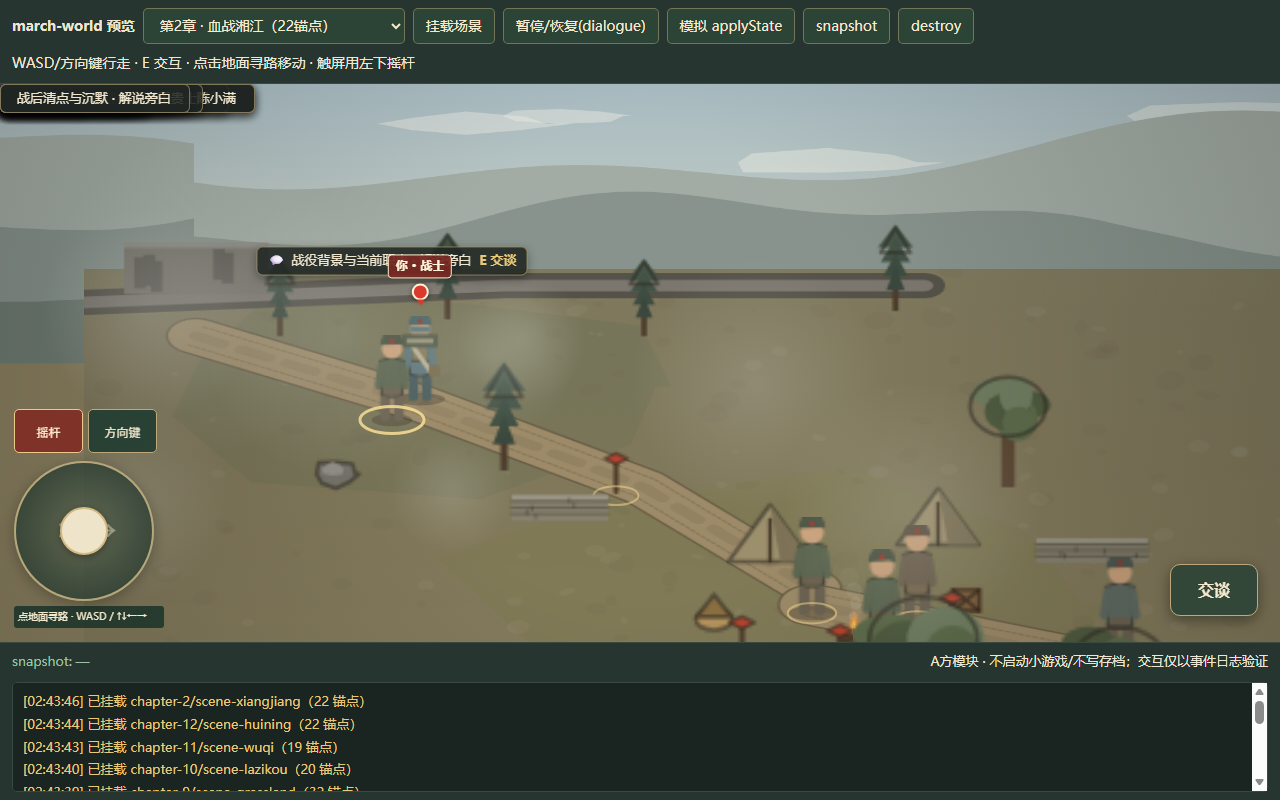 march-world 预览 第2章 · 血战湘江（22锚点） 挂载场景 暂停/恢复(dialogue) 模拟 applyState snapshot destroy
WASD/方向键行走 · E 交互 · 点击地面寻路移动 · 触屏用左下摇杆
战后清点与沉默 · 解说旁白 陈小满
战役背景与当前 旁白 E 交谈
你 · 战士
摇杆 方向键
点地面寻路 · WASD / ↑↓←→
交谈
snapshot: —
A方模块 · 不启动小游戏/不写存档；交互仅以事件日志验证
[02:43:46] 已挂载 chapter-2/scene-xiangjiang（22 锚点）
[02:43:44] 已挂载 chapter-12/scene-huining（22 锚点）
[02:43:43] 已挂载 chapter-11/scene-wuqi（19 锚点）
[02:43:40] 已挂载 chapter-10/scene-lazikou（20 锚点）